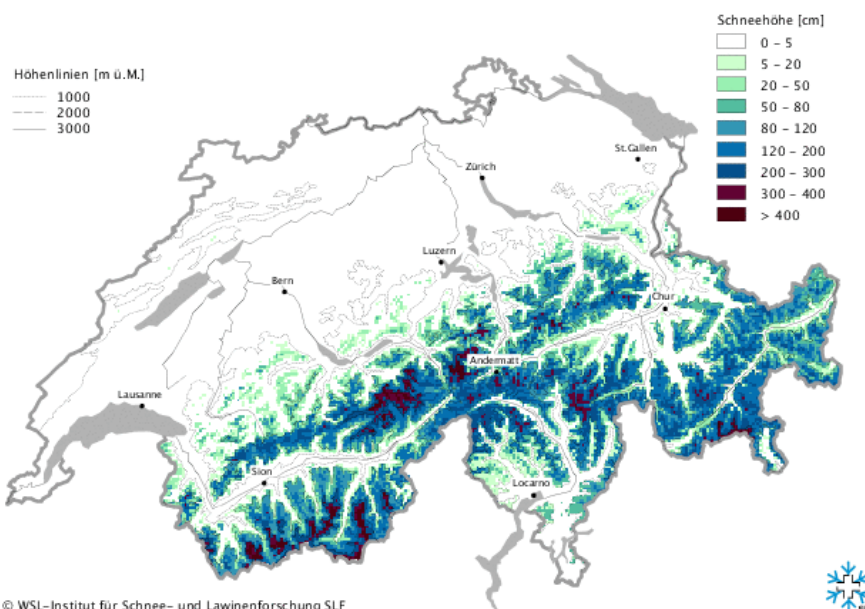 Schneehöhe [cm]
0 – 5
5 – 20
20 – 50
50 – 80
80 – 120
120 – 200
200 – 300
300 – 400
> 400
Höhenlinien [m ü.M.]
1000
2000
3000
St.Gallen
Zürich
Luzern
Bern
Chur
Andermatt
Lausanne
Sion
Locarno
© WSL–Institut für Schnee– und Lawinenforschung SLF